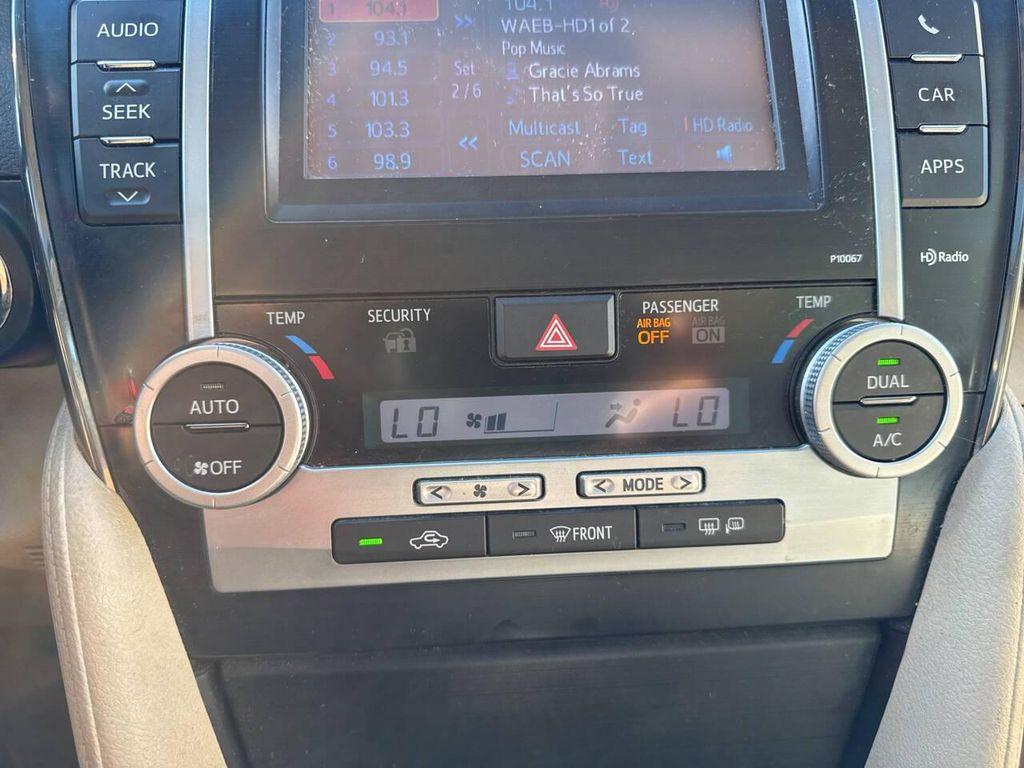 AUDIO
SEEK
TRACK
1 104.1
2 93.1
3 94.5
4 101.3
5 103.3
6 98.9
>>
Set
2/6
<<
104.1
WAEB-HD1 of 2
Pop Music
Gracie Abrams
That's So True
Multicast Tag HD Radio
SCAN Text
CAR
APPS
HD Radio
P10067
TEMP
SECURITY
PASSENGER
AIR BAG
OFF
AIR BAG
ON
TEMP
AUTO
OFF
LO
LO
DUAL
A/C
< >
< MODE >
FRONT